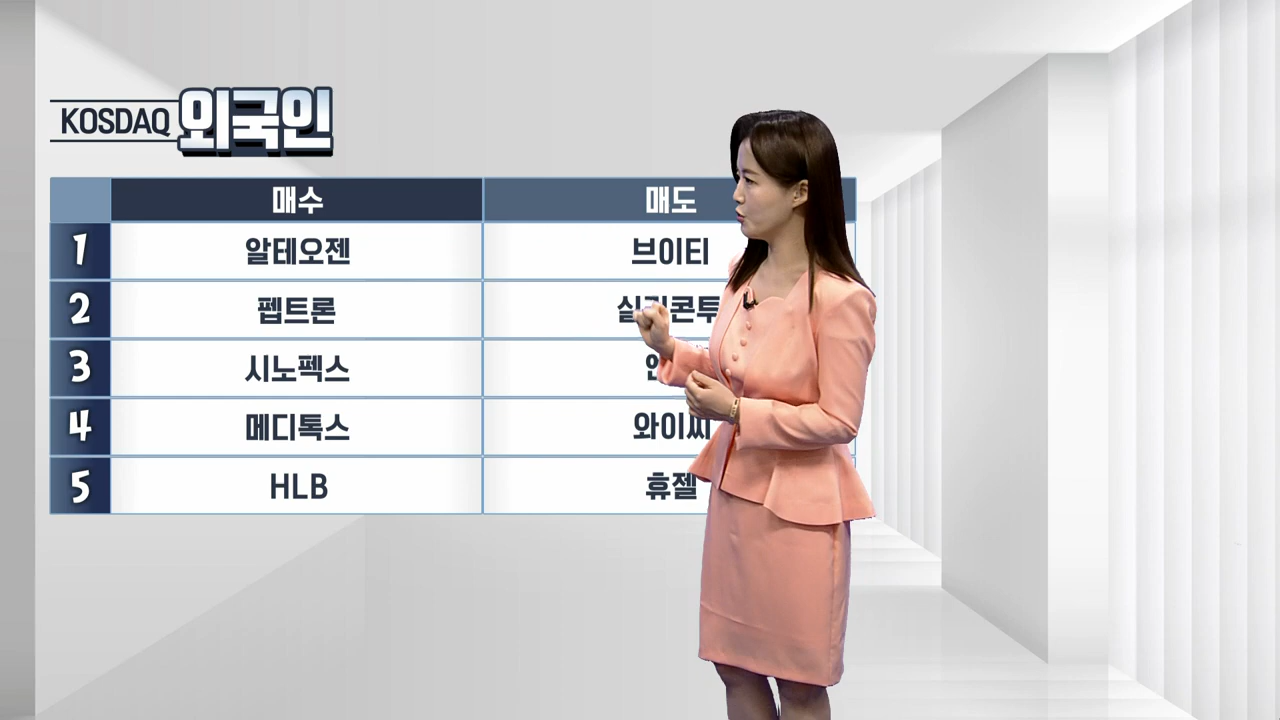 KOSDAQ 외국인
매수 매도
1 알테오젠 브이티
2 펩트론
3 시노펙스
4 메디톡스 와이씨
5 HLB 휴젤